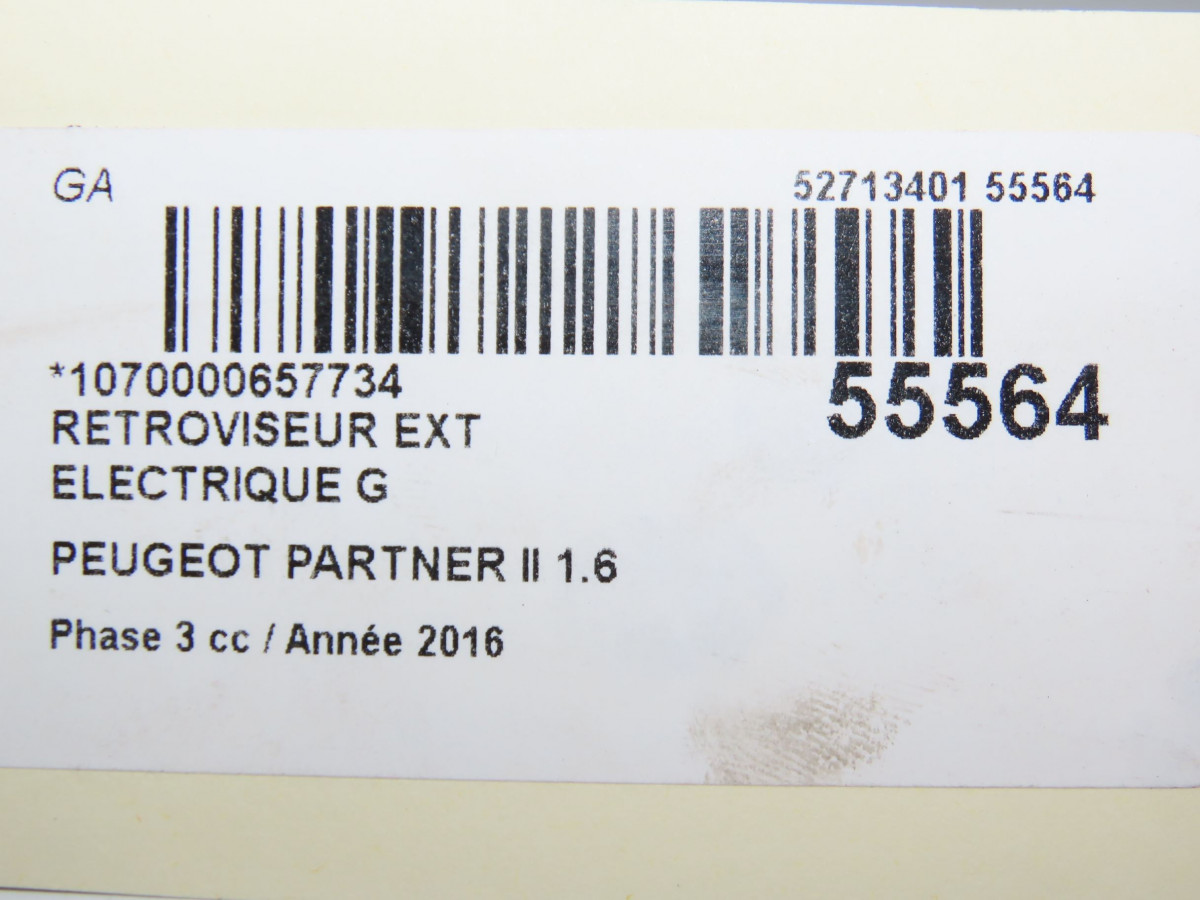 GA
52713401 55564
*1070000657734
55564
RETROVISEUR EXT
ELECTRIQUE G
PEUGEOT PARTNER II 1.6
Phase 3 cc / Année 2016